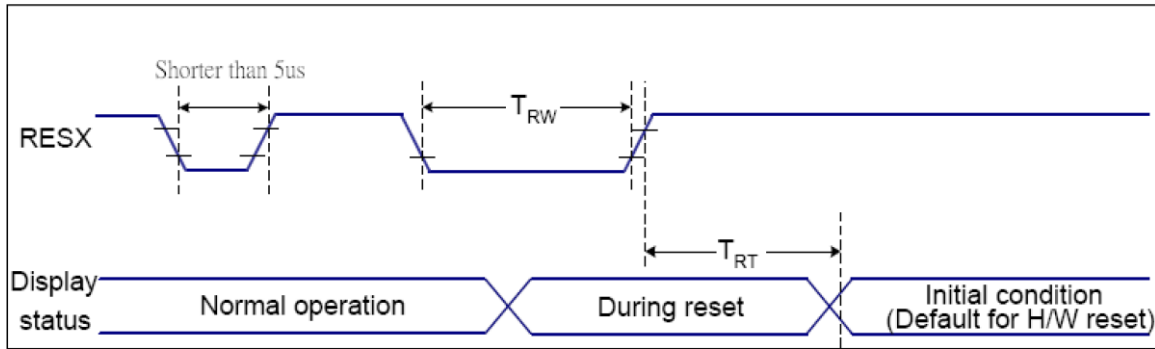 Shorter than 5us
T_RW
RESX
T_RT
Display
status
Normal operation
During reset
Initial condition
(Default for H/W reset)